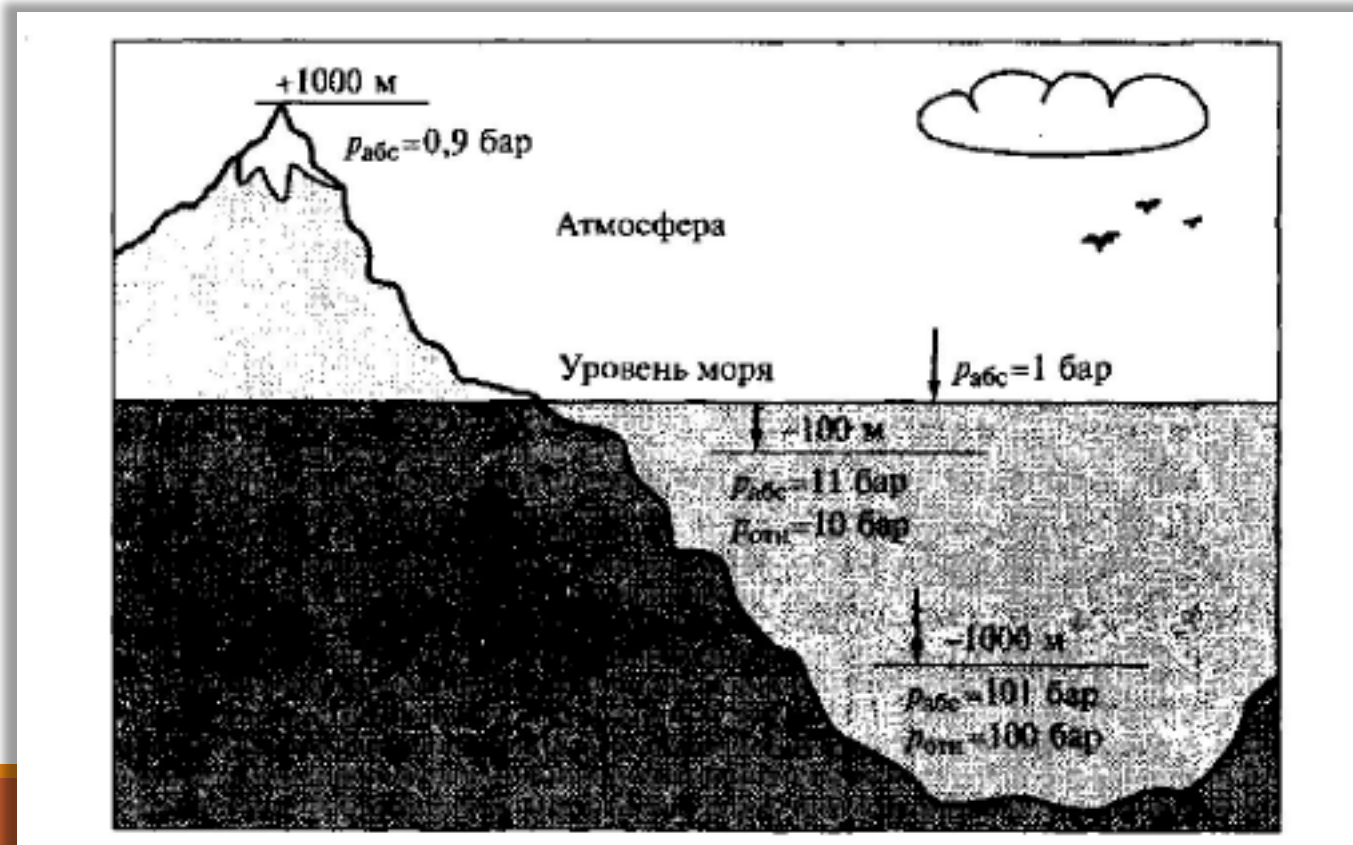 +1000 м
pабс=0,9 бар
Атмосфера
Уровень моря
pабс=1 бар
-100 м
pабс=11 бар
pотн=10 бар
-1000 м
pабс=101 бар
pотн=100 бар